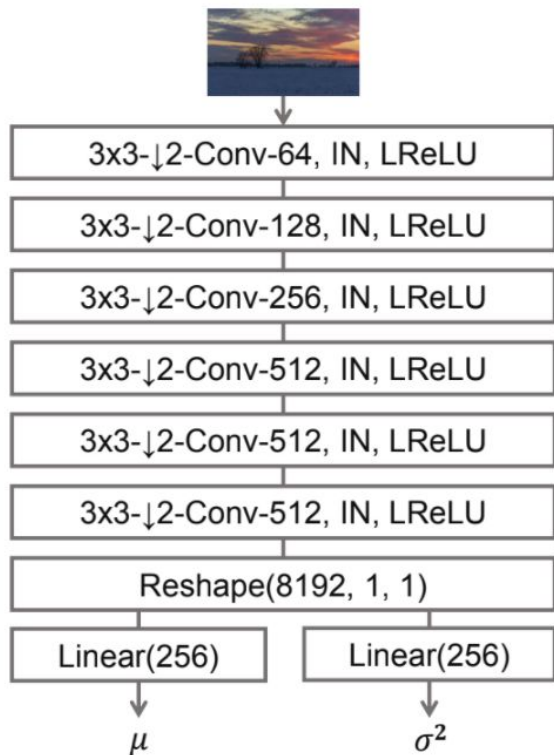 3x3-↓2-Conv-64, IN, LReLU
3x3-↓2-Conv-128, IN, LReLU
3x3-↓2-Conv-256, IN, LReLU
3x3-↓2-Conv-512, IN, LReLU
3x3-↓2-Conv-512, IN, LReLU
3x3-↓2-Conv-512, IN, LReLU
Reshape(8192, 1, 1)
Linear(256) Linear(256)
μ σ²